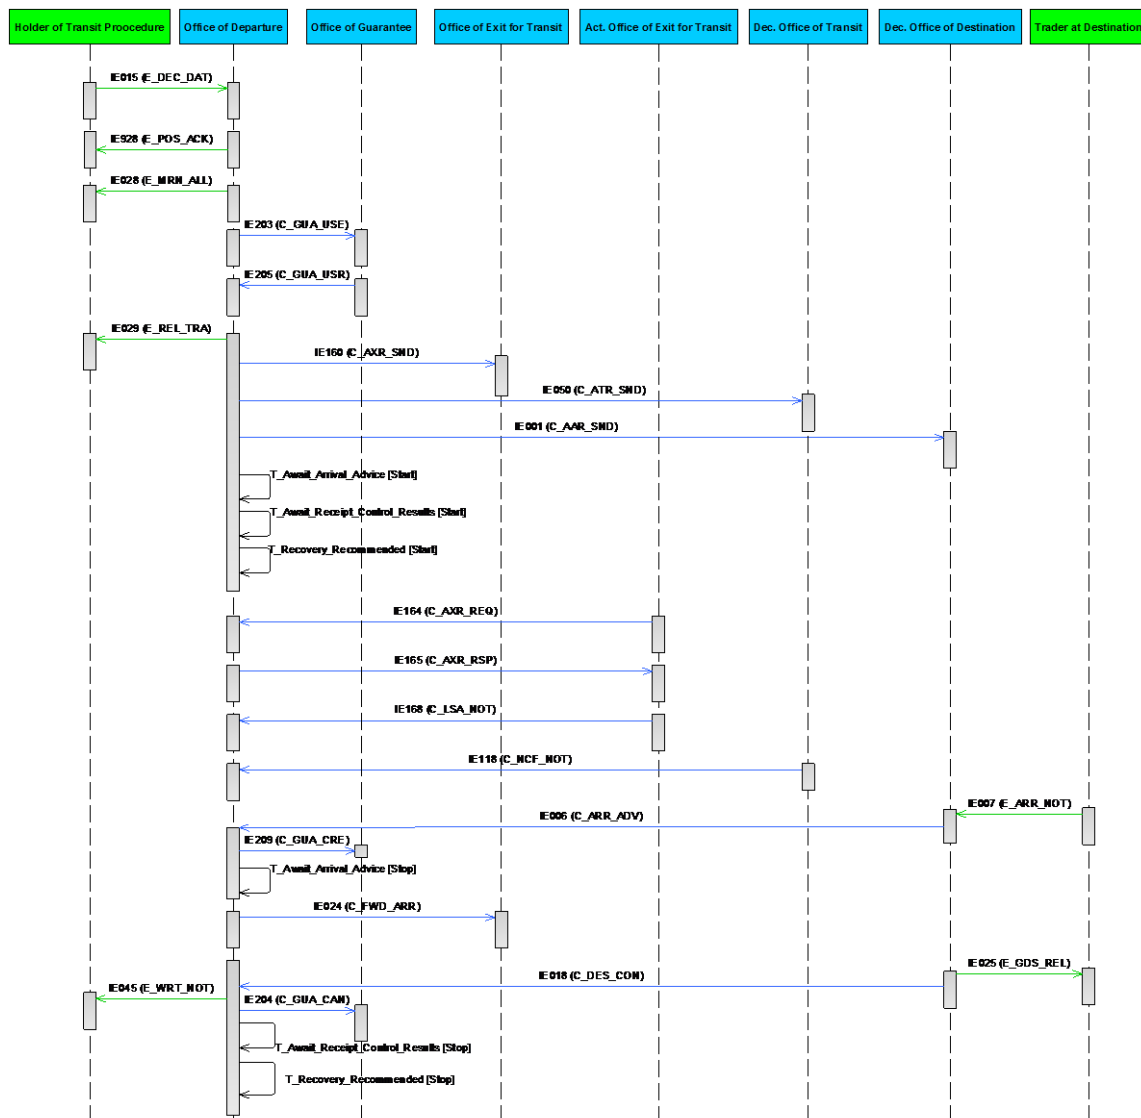 Holder of Transit Proocedure
Office of Departure
Office of Guarantee
Office of Exit for Transit
Act. Office of Exit for Transit
Dec. Office of Transit
Dec. Office of Destination
Trader at Destination
IE015 (E_DEC_DAT)
IE928 (E_POS_ACK)
IE028 (E_MRN_ALL)
IE203 (C_GUA_USE)
IE205 (C_GUA_USR)
IE029 (E_REL_TRA)
IE160 (C_AXR_SND)
IE050 (C_ATR_SND)
IE001 (C_AAR_SND)
T_Await_Arrival_Advice [Start]
T_Await_Receipt_Control_Results [Start]
T_Recovery_Recommended [Start]
IE164 (C_AXR_REQ)
IE165 (C_AXR_RSP)
IE168 (C_LSA_NOT)
IE118 (C_NCF_NOT)
IE007 (E_ARR_NOT)
IE006 (C_ARR_ADV)
IE209 (C_GUA_CRE)
T_Await_Arrival_Advice [Stop]
IE024 (C_FWD_ARR)
IE025 (E_GDS_REL)
IE018 (C_DES_CON)
IE045 (E_WRT_NOT)
IE204 (C_GUA_CAN)
T_Await_Receipt_Control_Results [Stop]
T_Recovery_Recommended [Stop]